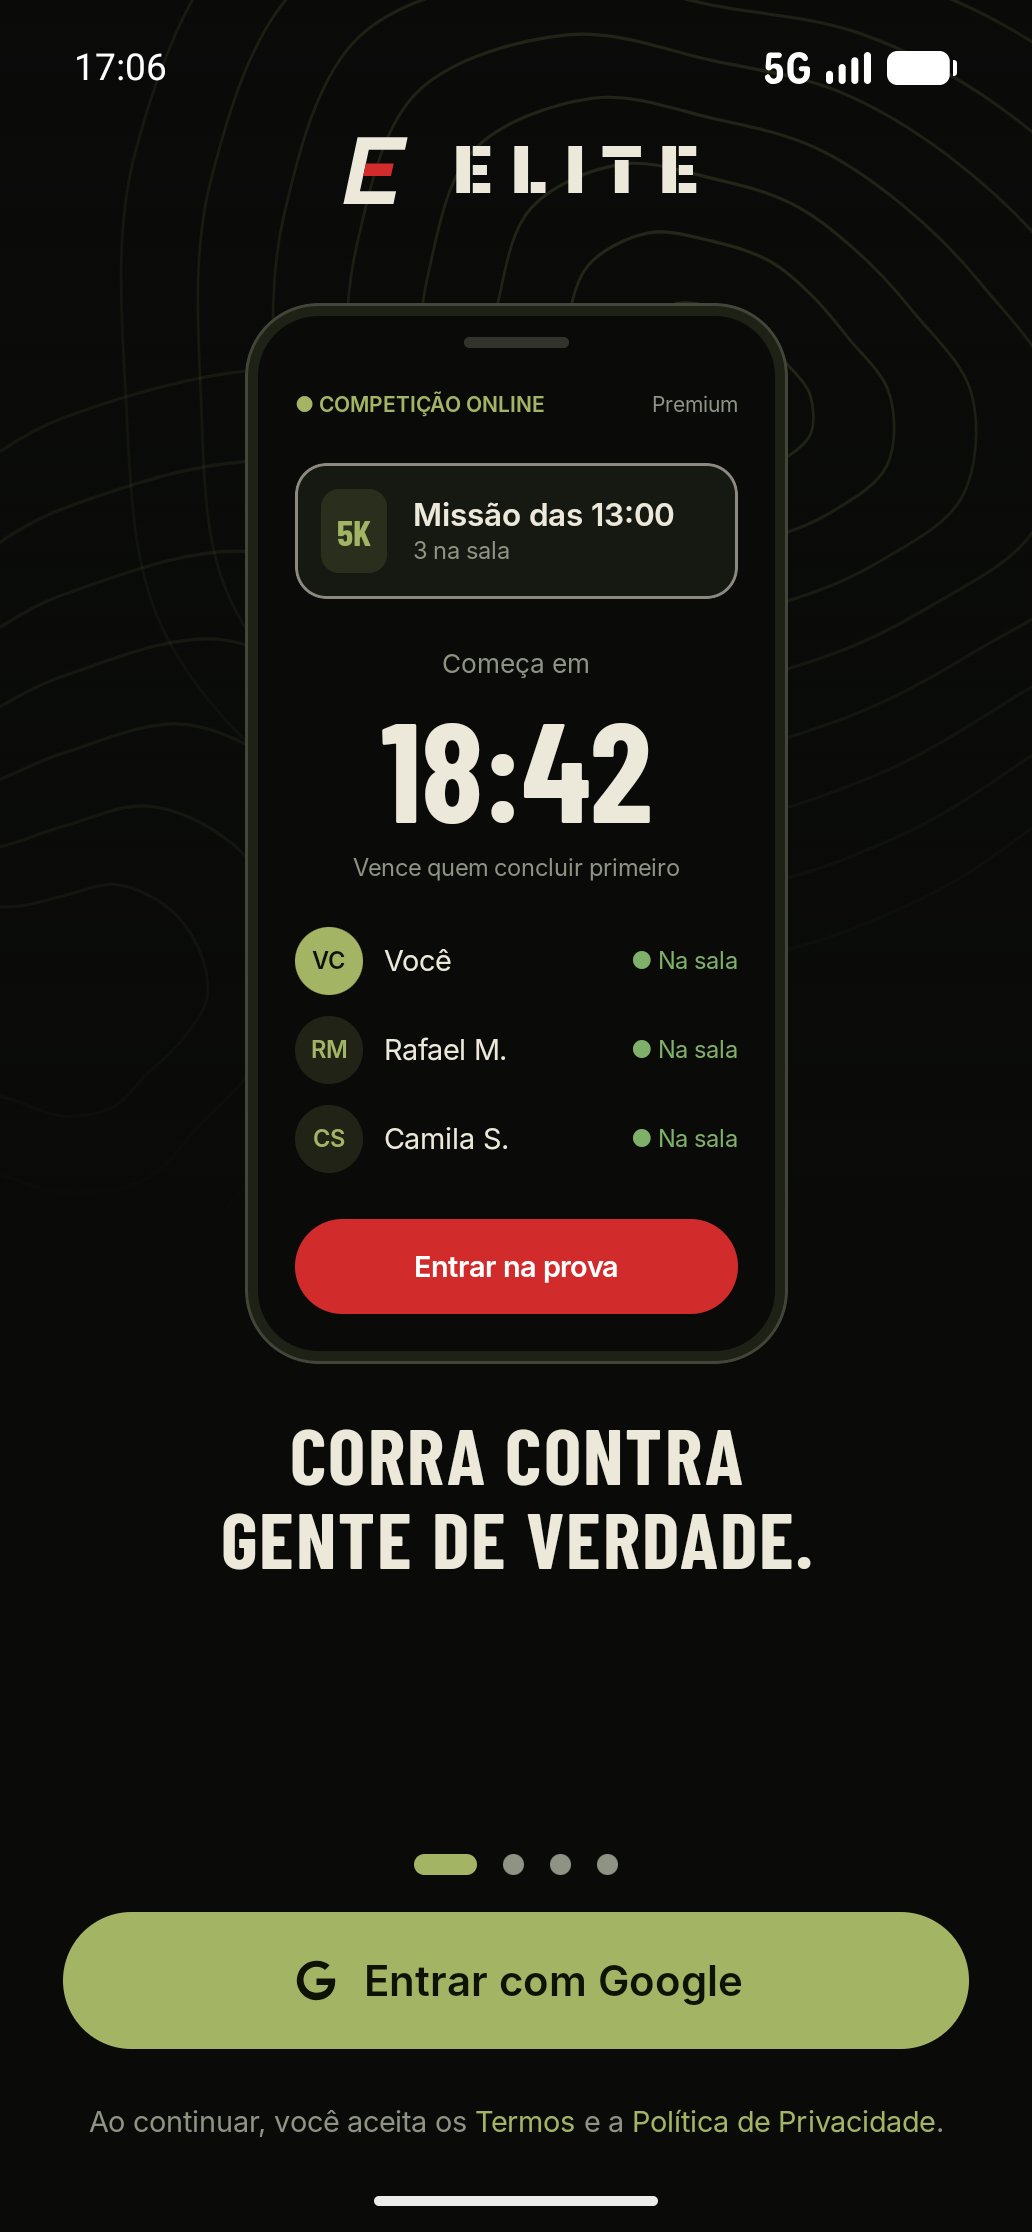 17:06
5G
E ELITE
COMPETIÇÃO ONLINE
Premium
5K
Missão das 13:00
3 na sala
Começa em
18:42
Vence quem concluir primeiro
VC Você Na sala
RM Rafael M. Na sala
CS Camila S. Na sala
Entrar na prova
CORRA CONTRA
GENTE DE VERDADE.
G Entrar com Google
Ao continuar, você aceita os Termos e a Política de Privacidade.